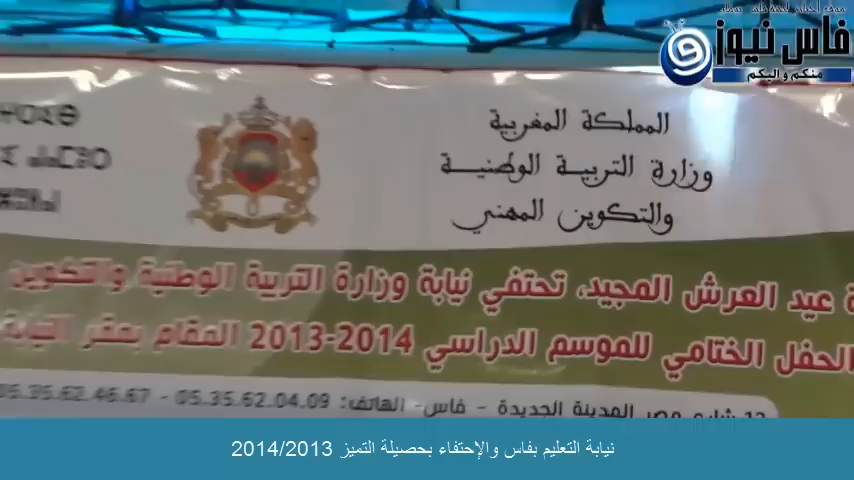 فاس نيوز
منكم واليكم
المملكة المغربية
وزارة التربية الوطنية
والتكوين المهني
عيد العرش المجيد، تحتفي نيابة وزارة التربية الوطنية والتكوين
الحفل الختامي للموسم الدراسي 2014-2013 المقام بمقر النيابة
شارع مصر المدينة الجديدة - فاس- الهاتف: 05.35.62.04.09 - 05.35.62.46.67
نيابة التعليم بفاس والإحتفاء بحصيلة التميز 2014/2013